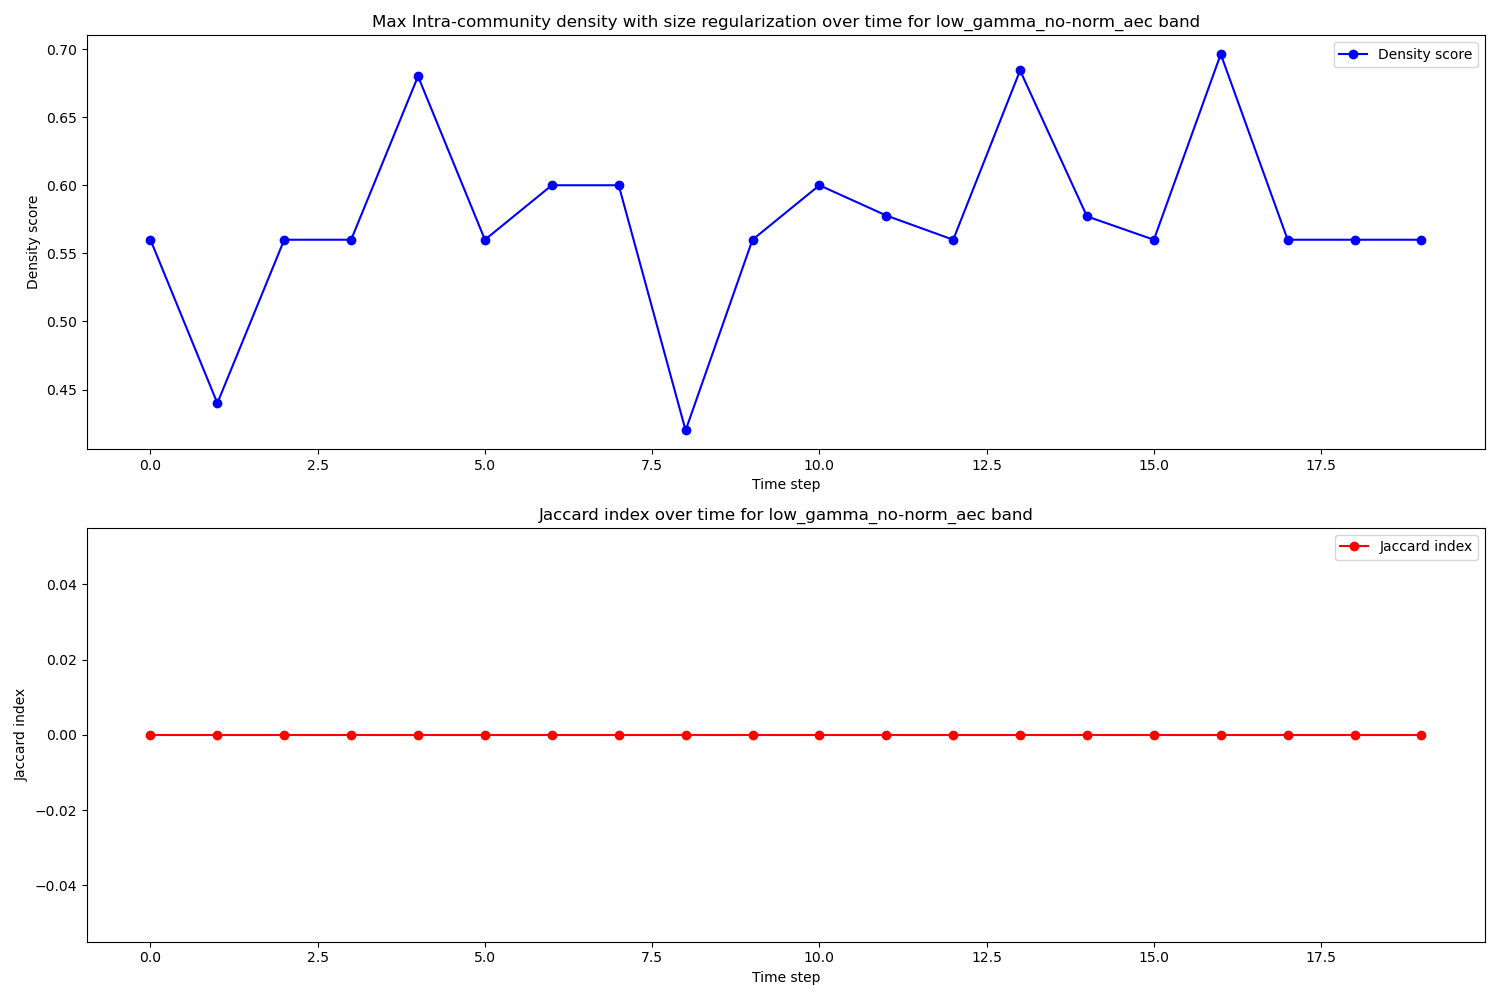 Max Intra-community density with size regularization over time for low_gamma_no-norm_aec band
0.70
0.65
0.60
0.55
0.50
0.45
Density score
Density score
0.0 2.5 5.0 7.5 10.0 12.5 15.0 17.5
Time step
Jaccard index over time for low_gamma_no-norm_aec band
0.04
0.02
0.00
−0.02
−0.04
Jaccard index
Jaccard index
0.0 2.5 5.0 7.5 10.0 12.5 15.0 17.5
Time step